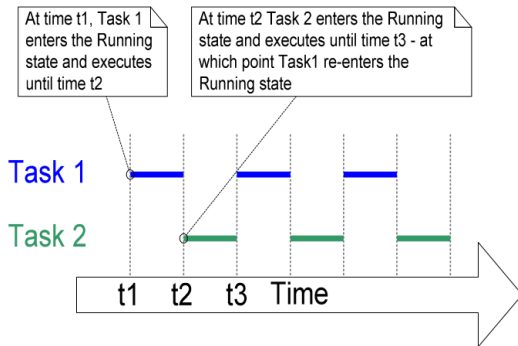 At time t1, Task 1
enters the Running
state and executes
until time t2
At time t2 Task 2 enters the Running
state and executes until time t3 - at
which point Task1 re-enters the
Running state
Task 1
Task 2
t1 t2 t3 Time